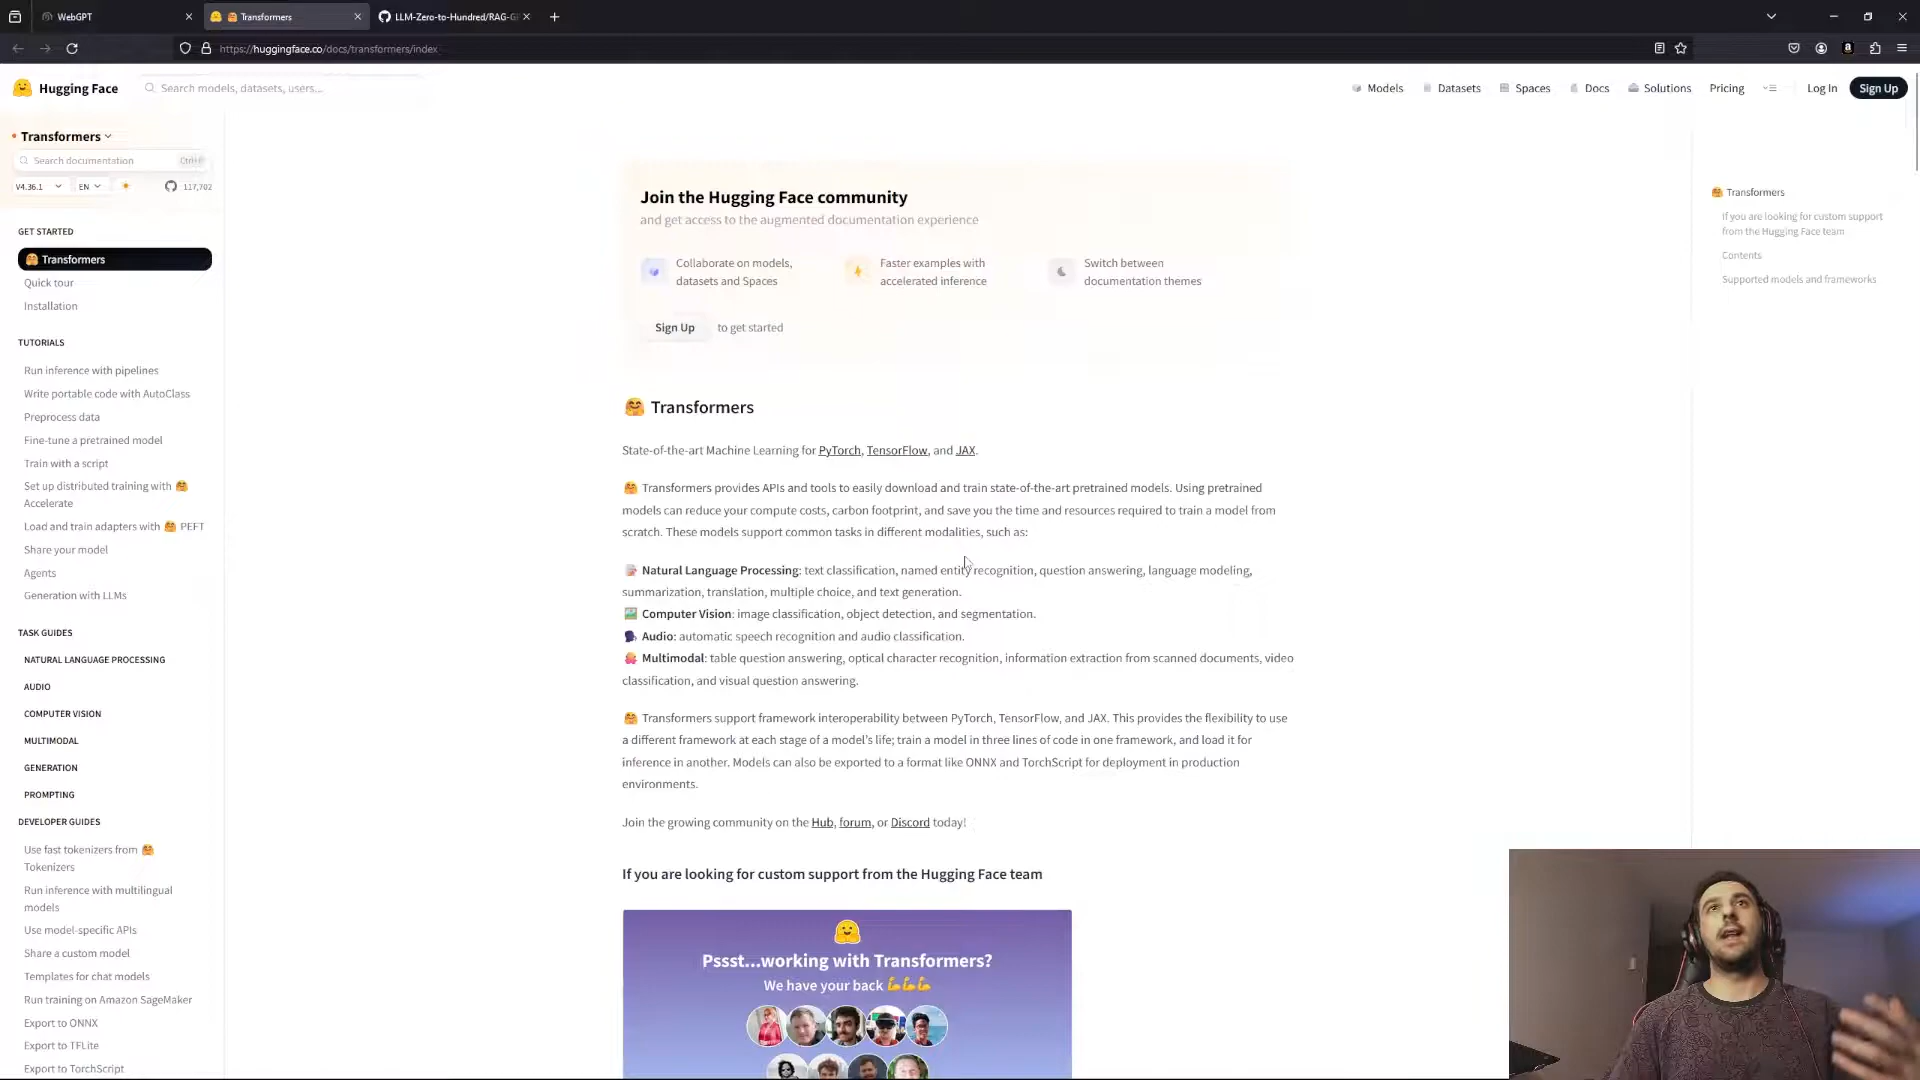 WebGPT
Transformers
LLM-Zero-to-Hundred/RAG-G
https://huggingface.co/docs/transformers/index
Hugging Face
Search models, datasets, users...
Models
Datasets
Spaces
Docs
Solutions
Pricing
Log In
Sign Up
Transformers
Search documentation
V4.36.1
EN
117,702
GET STARTED
Transformers
Quick tour
Installation
TUTORIALS
Run inference with pipelines
Write portable code with AutoClass
Preprocess data
Fine-tune a pretrained model
Train with a script
Set up distributed training with 🤗
Accelerate
Load and train adapters with 🤗 PEFT
Share your model
Agents
Generation with LLMs
TASK GUIDES
NATURAL LANGUAGE PROCESSING
AUDIO
COMPUTER VISION
MULTIMODAL
GENERATION
PROMPTING
DEVELOPER GUIDES
Use fast tokenizers from 🤗
Tokenizers
Run inference with multilingual
models
Use model-specific APIs
Share a custom model
Templates for chat models
Run training on Amazon SageMaker
Export to ONNX
Export to TFLite
Export to TorchScript
Join the Hugging Face community
and get access to the augmented documentation experience
Collaborate on models,
datasets and Spaces
Faster examples with
accelerated inference
Switch between
documentation themes
Sign Up
to get started
🤗 Transformers
State-of-the-art Machine Learning for PyTorch, TensorFlow, and JAX.
🤗 Transformers provides APIs and tools to easily download and train state-of-the-art pretrained models. Using pretrained
models can reduce your compute costs, carbon footprint, and save you the time and resources required to train a model from
scratch. These models support common tasks in different modalities, such as:
📝 Natural Language Processing: text classification, named entity recognition, question answering, language modeling,
summarization, translation, multiple choice, and text generation.
🖼️ Computer Vision: image classification, object detection, and segmentation.
🗣️ Audio: automatic speech recognition and audio classification.
🐙 Multimodal: table question answering, optical character recognition, information extraction from scanned documents, video
classification, and visual question answering.
🤗 Transformers support framework interoperability between PyTorch, TensorFlow, and JAX. This provides the flexibility to use
a different framework at each stage of a model's life; train a model in three lines of code in one framework, and load it for
inference in another. Models can also be exported to a format like ONNX and TorchScript for deployment in production
environments.
Join the growing community on the Hub, forum, or Discord today!
If you are looking for custom support from the Hugging Face team
Pssst...working with Transformers?
We have your back 💪💪💪
🤗 Transformers
If you are looking for custom support
from the Hugging Face team
Contents
Supported models and frameworks